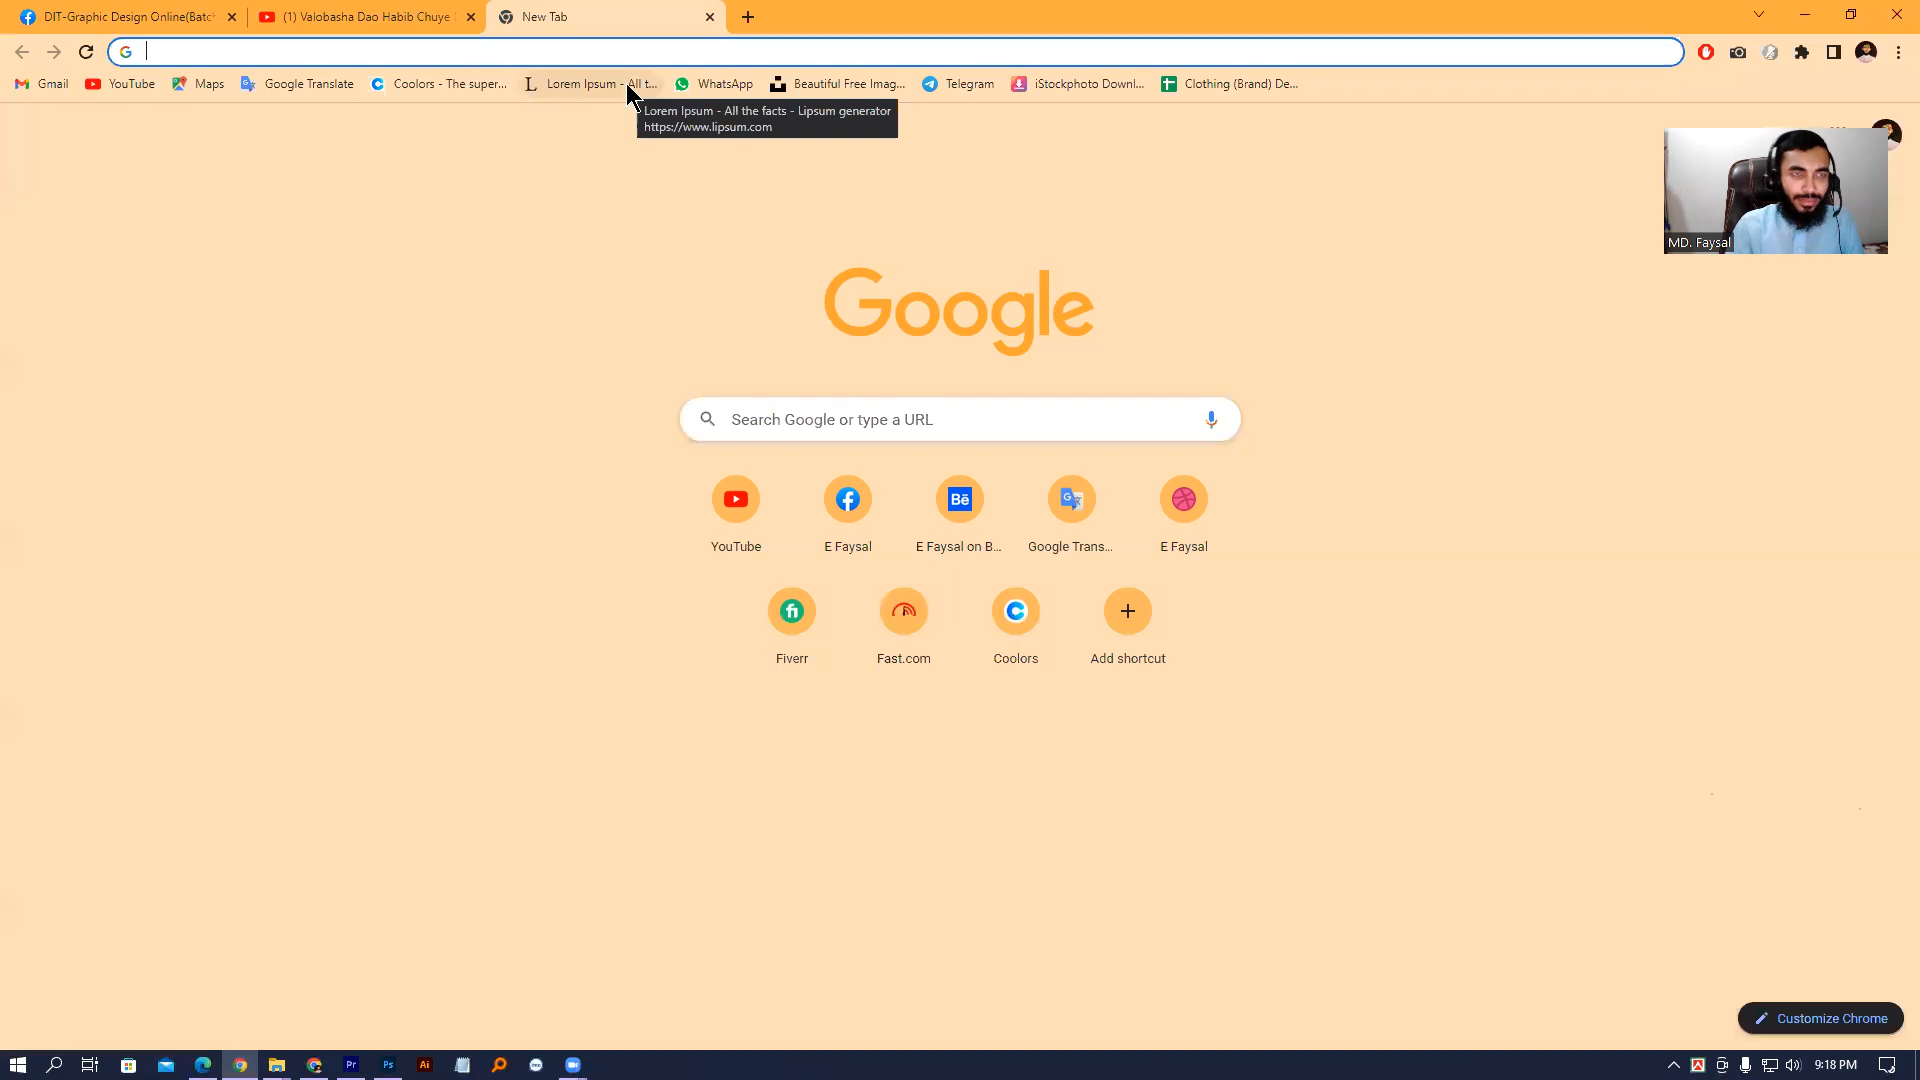 DIT-Graphic Design Online(Batch
(1) Valobasha Dao Habib Chuye
New Tab
Gmail
YouTube
Maps
Google Translate
Coolors - The super...
Lorem Ipsum - All t...
WhatsApp
Beautiful Free Imag...
Telegram
iStockphoto Downl...
Clothing (Brand) De...
Lorem Ipsum - All the facts - Lipsum generator
https://www.lipsum.com
MD. Faysal
Google
Search Google or type a URL
YouTube
E Faysal
E Faysal on B...
Google Trans...
E Faysal
Fiverr
Fast.com
Coolors
Add shortcut
Customize Chrome
9:18 PM